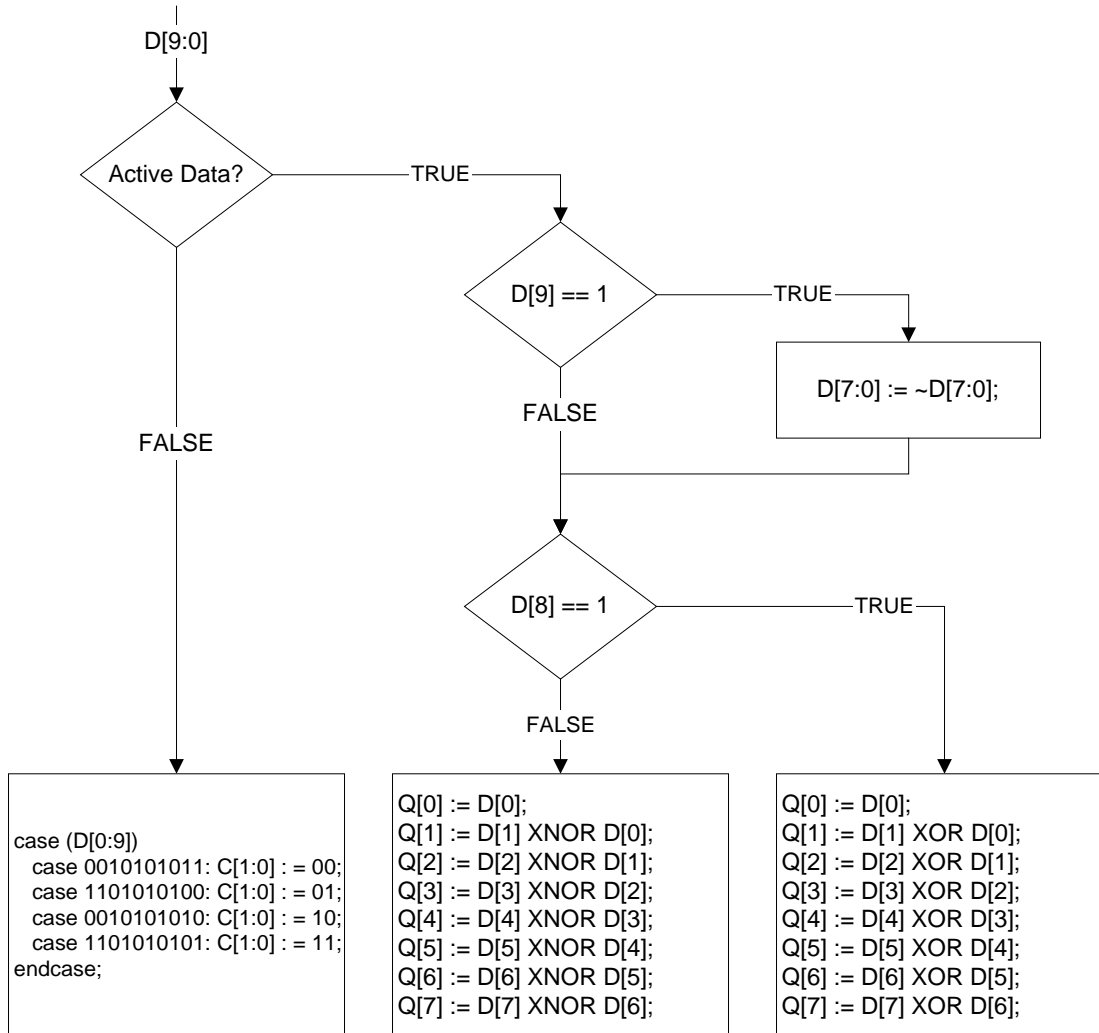 D[9:0]
Active Data?
TRUE
D[9] == 1
TRUE
D[7:0] := ~D[7:0];
FALSE
FALSE
D[8] == 1
TRUE
FALSE
case (D[0:9])
case 0010101011: C[1:0] : = 00;
case 1101010100: C[1:0] : = 01;
case 0010101010: C[1:0] : = 10;
case 1101010101: C[1:0] : = 11;
endcase;
Q[0] := D[0];
Q[1] := D[1] XNOR D[0];
Q[2] := D[2] XNOR D[1];
Q[3] := D[3] XNOR D[2];
Q[4] := D[4] XNOR D[3];
Q[5] := D[5] XNOR D[4];
Q[6] := D[6] XNOR D[5];
Q[7] := D[7] XNOR D[6];
Q[0] := D[0];
Q[1] := D[1] XOR D[0];
Q[2] := D[2] XOR D[1];
Q[3] := D[3] XOR D[2];
Q[4] := D[4] XOR D[3];
Q[5] := D[5] XOR D[4];
Q[6] := D[6] XOR D[5];
Q[7] := D[7] XOR D[6];